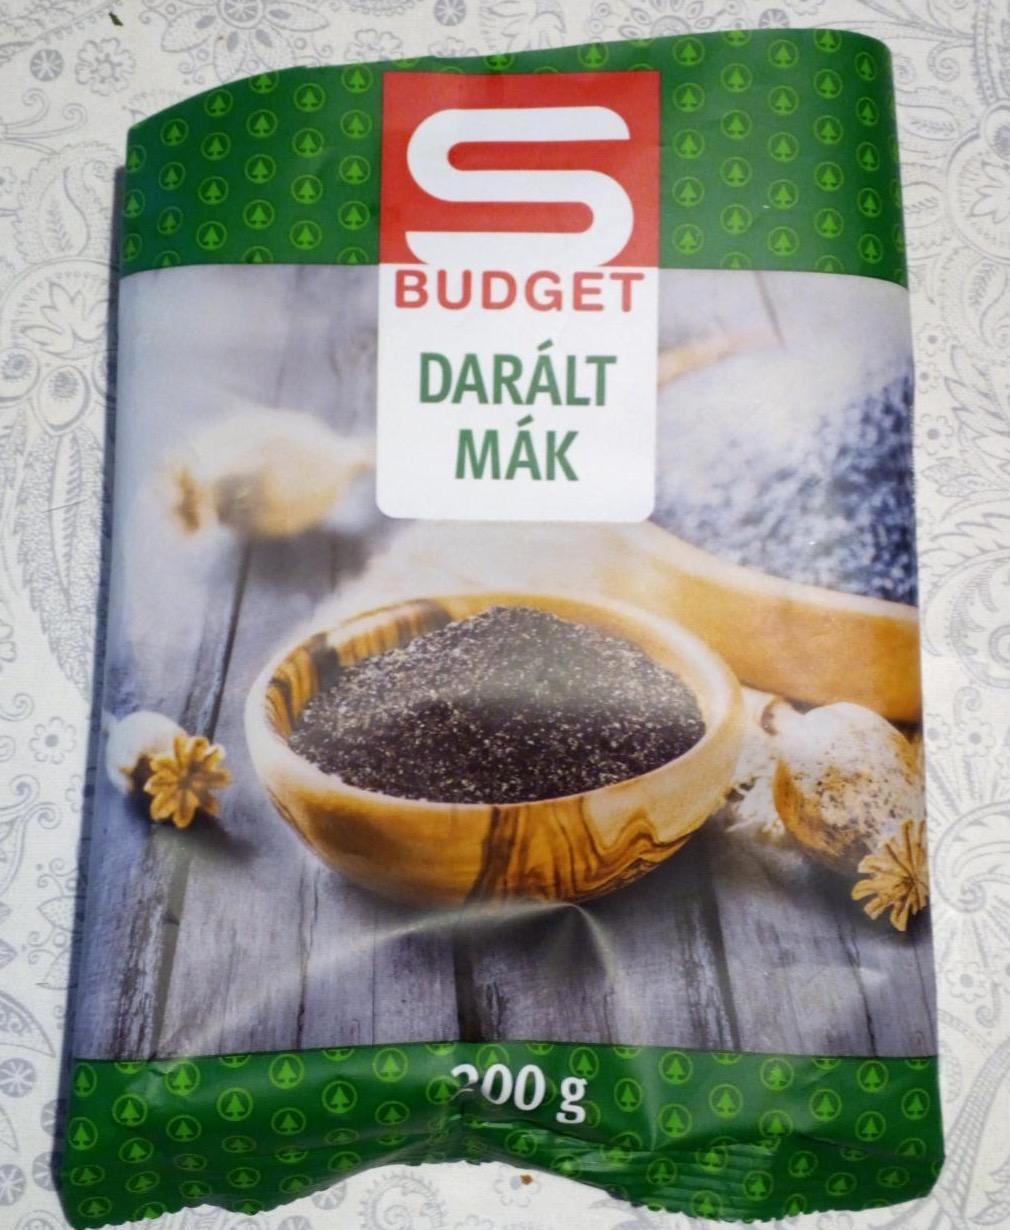 S
BUDGET
DARÁLT
MÁK
200 g